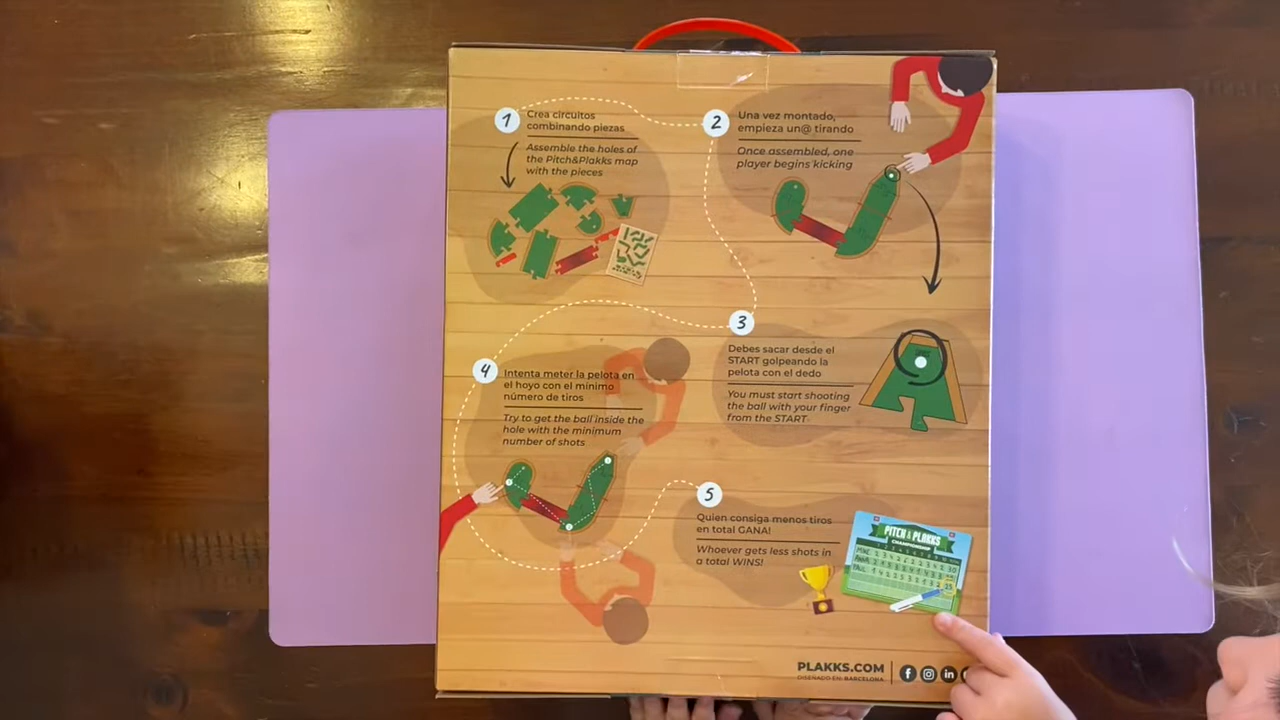 1
Crea circuitos
combinando piezas
Assemble the holes of
the Pitch&Plakks map
with the pieces
2
Una vez montado,
empieza un@ tirando
Once assembled, one
player begins kicking
3
Debes sacar desde el
START golpeando la
pelota con el dedo
You must start shooting
the ball with your finger
from the START
4
Intenta meter la pelota en
el hoyo con el mínimo
número de tiros
Try to get the ball inside the
hole with the minimum
number of shots
5
Quien consiga menos tiros
en total GANA!
Whoever gets less shots in
a total WINS!
PITCH & PLAKKS
CHAMPIONSHIP
MIKE
ANNA
PAUL
PLAKKS.COM
DISEÑADO EN: BARCELONA